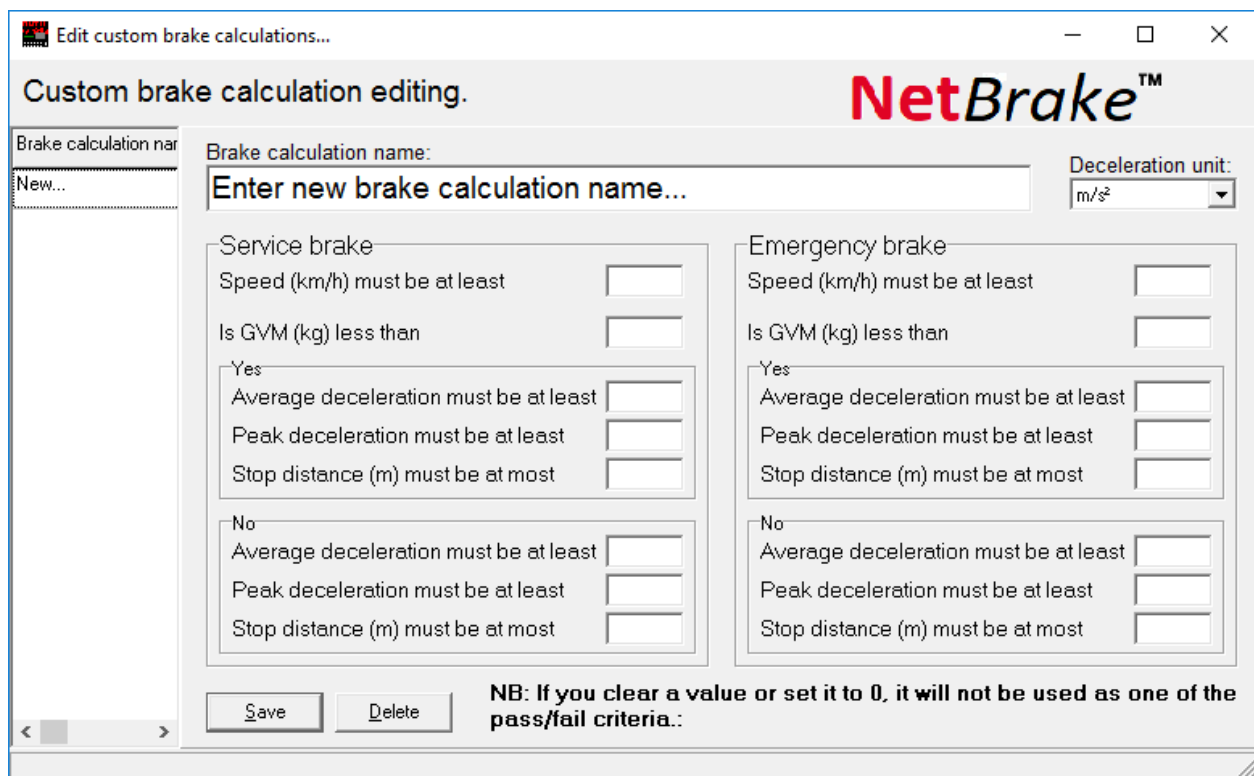 Edit custom brake calculations...
Custom brake calculation editing.
NetBrake™
Brake calculation nar
New...
Brake calculation name:
Enter new brake calculation name...
Deceleration unit:
m/s²
Service brake
Speed (km/h) must be at least
Is GVM (kg) less than
Yes
Average deceleration must be at least
Peak deceleration must be at least
Stop distance (m) must be at most
No
Average deceleration must be at least
Peak deceleration must be at least
Stop distance (m) must be at most
Emergency brake
Speed (km/h) must be at least
Is GVM (kg) less than
Yes
Average deceleration must be at least
Peak deceleration must be at least
Stop distance (m) must be at most
No
Average deceleration must be at least
Peak deceleration must be at least
Stop distance (m) must be at most
Save
Delete
NB: If you clear a value or set it to 0, it will not be used as one of the
pass/fail criteria.: